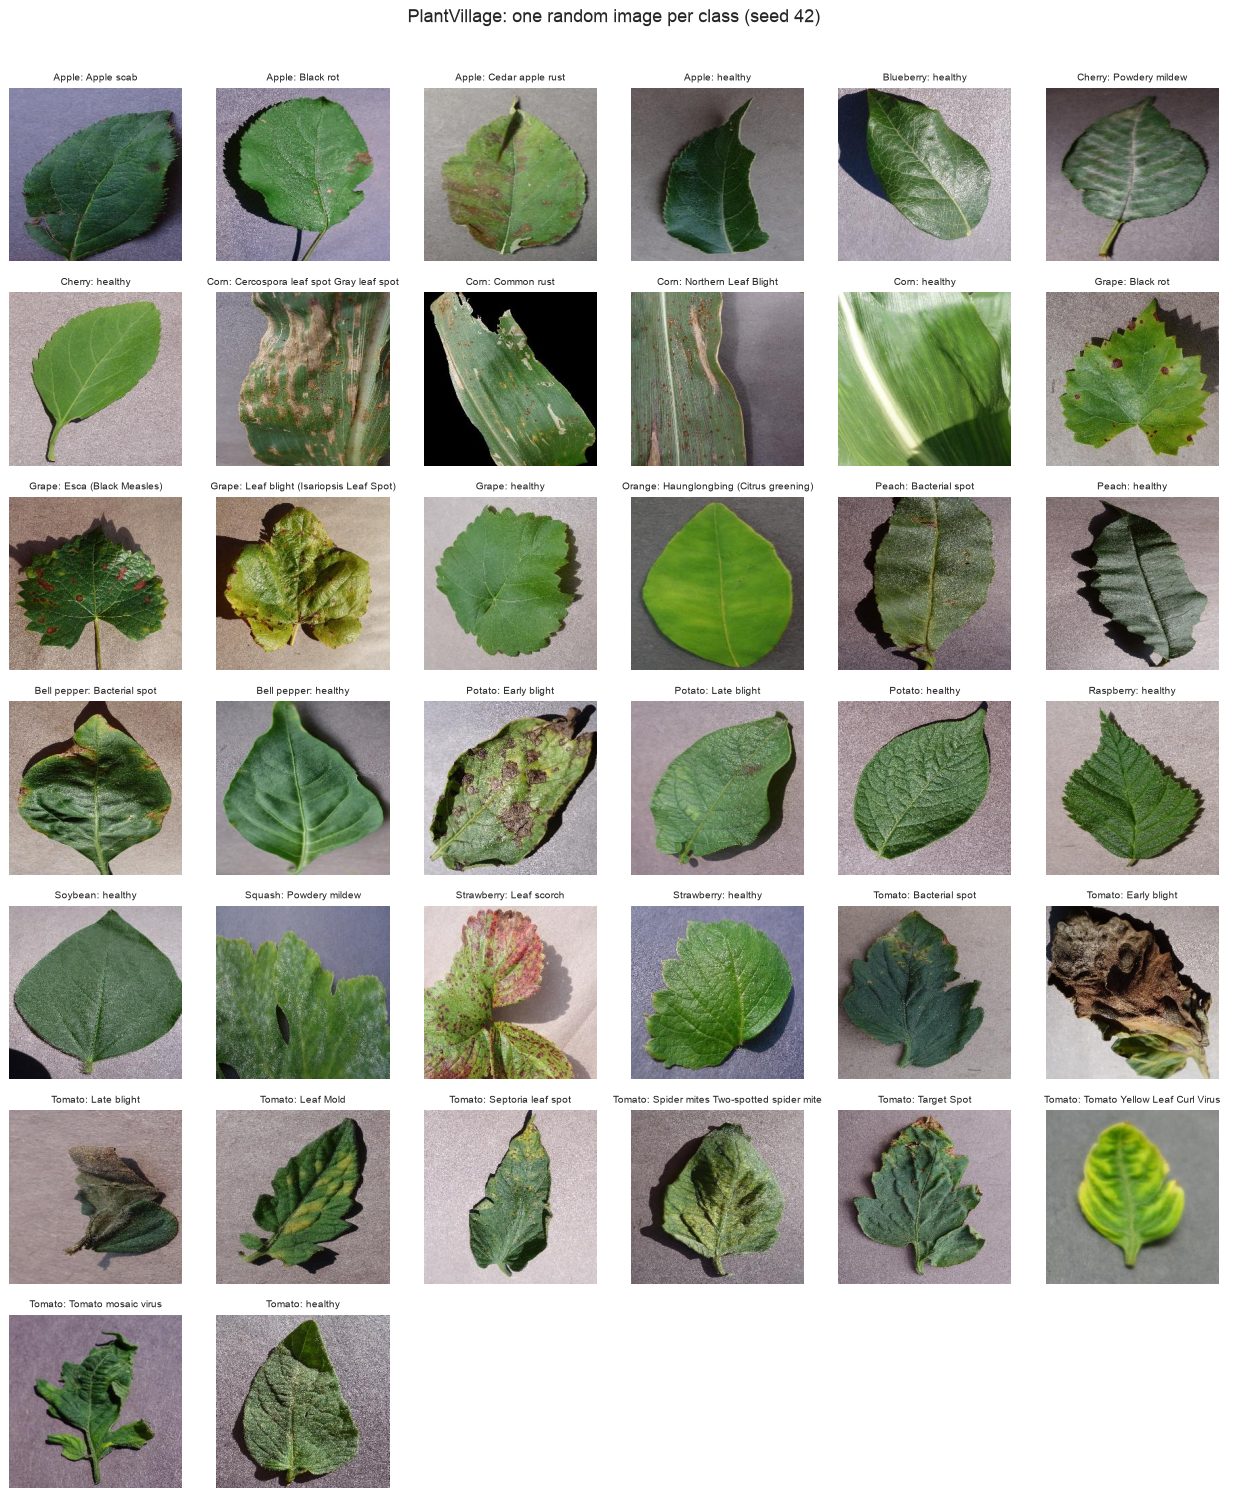 PlantVillage: one random image per class (seed 42)
Apple: Apple scab
Apple: Black rot
Apple: Cedar apple rust
Apple: healthy
Blueberry: healthy
Cherry: Powdery mildew
Cherry: healthy
Corn: Cercospora leaf spot Gray leaf spot
Corn: Common rust
Corn: Northern Leaf Blight
Corn: healthy
Grape: Black rot
Grape: Esca (Black Measles)
Grape: Leaf blight (Isariopsis Leaf Spot)
Grape: healthy
Orange: Haunglongbing (Citrus greening)
Peach: Bacterial spot
Peach: healthy
Bell pepper: Bacterial spot
Bell pepper: healthy
Potato: Early blight
Potato: Late blight
Potato: healthy
Raspberry: healthy
Soybean: healthy
Squash: Powdery mildew
Strawberry: Leaf scorch
Strawberry: healthy
Tomato: Bacterial spot
Tomato: Early blight
Tomato: Late blight
Tomato: Leaf Mold
Tomato: Septoria leaf spot
Tomato: Spider mites Two-spotted spider mite
Tomato: Target Spot
Tomato: Tomato Yellow Leaf Curl Virus
Tomato: Tomato mosaic virus
Tomato: healthy